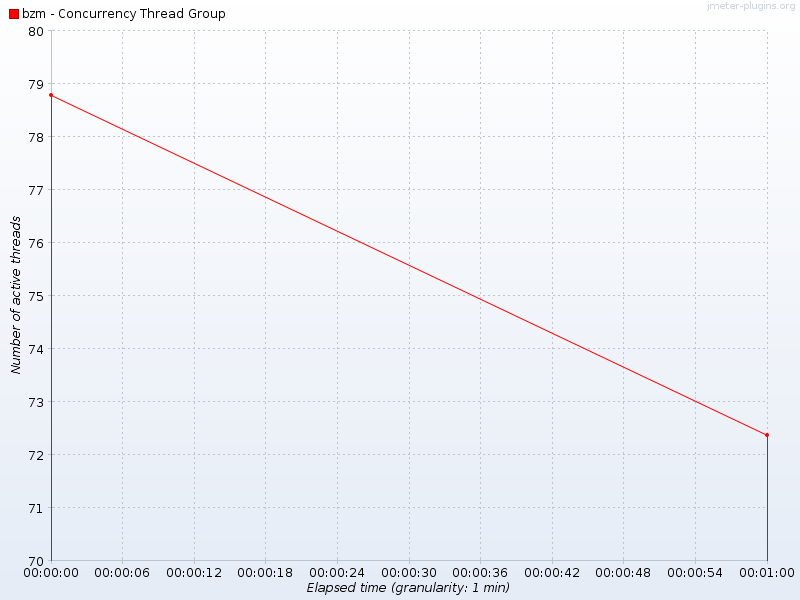 jmeter-plugins.org
bzm - Concurrency Thread Group
80
79
78
77
76
75
74
73
72
71
70
Number of active threads
00:00:00 00:00:06 00:00:12 00:00:18 00:00:24 00:00:30 00:00:36 00:00:42 00:00:48 00:00:54 00:01:00
Elapsed time (granularity: 1 min)